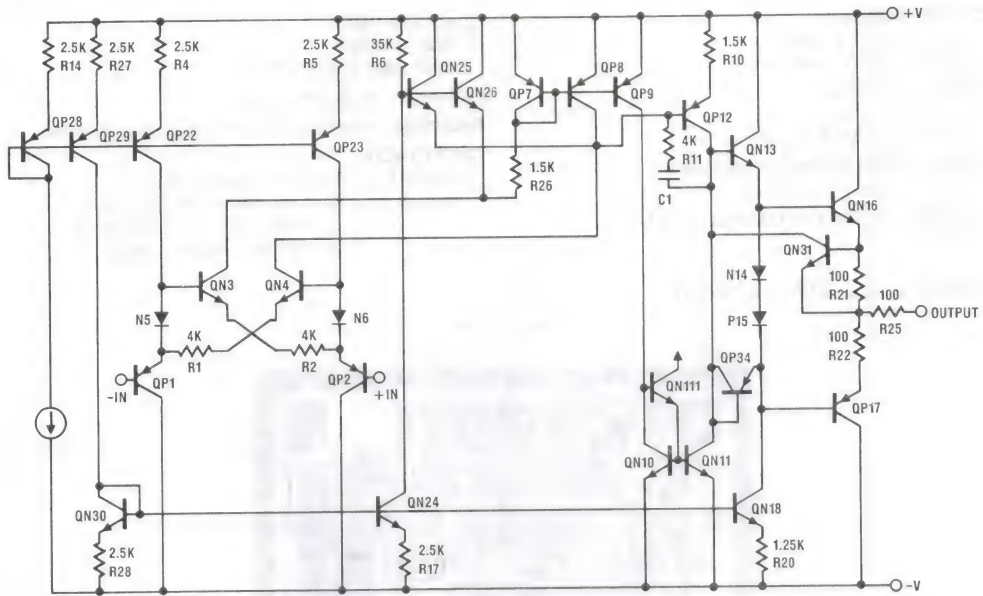 +V
2.5K
R14
2.5K
R27
2.5K
R4
2.5K
R5
35K
R6
QN25
QN26
QP7
QP8
QP9
1.5K
R10
QP12
QN13
QP28
QP29
QP22
QP23
4K
R11
C1
1.5K
R26
QN16
QN31
QN3
QN4
N14
100
R21
100
R25
OUTPUT
N5
N6
4K
R1
4K
R2
P15
100
R22
QP34
QP1
-IN
QP2
+IN
QN111
QP17
QN10
QN11
QN30
QN24
QN18
2.5K
R28
2.5K
R17
1.25K
R20
-V